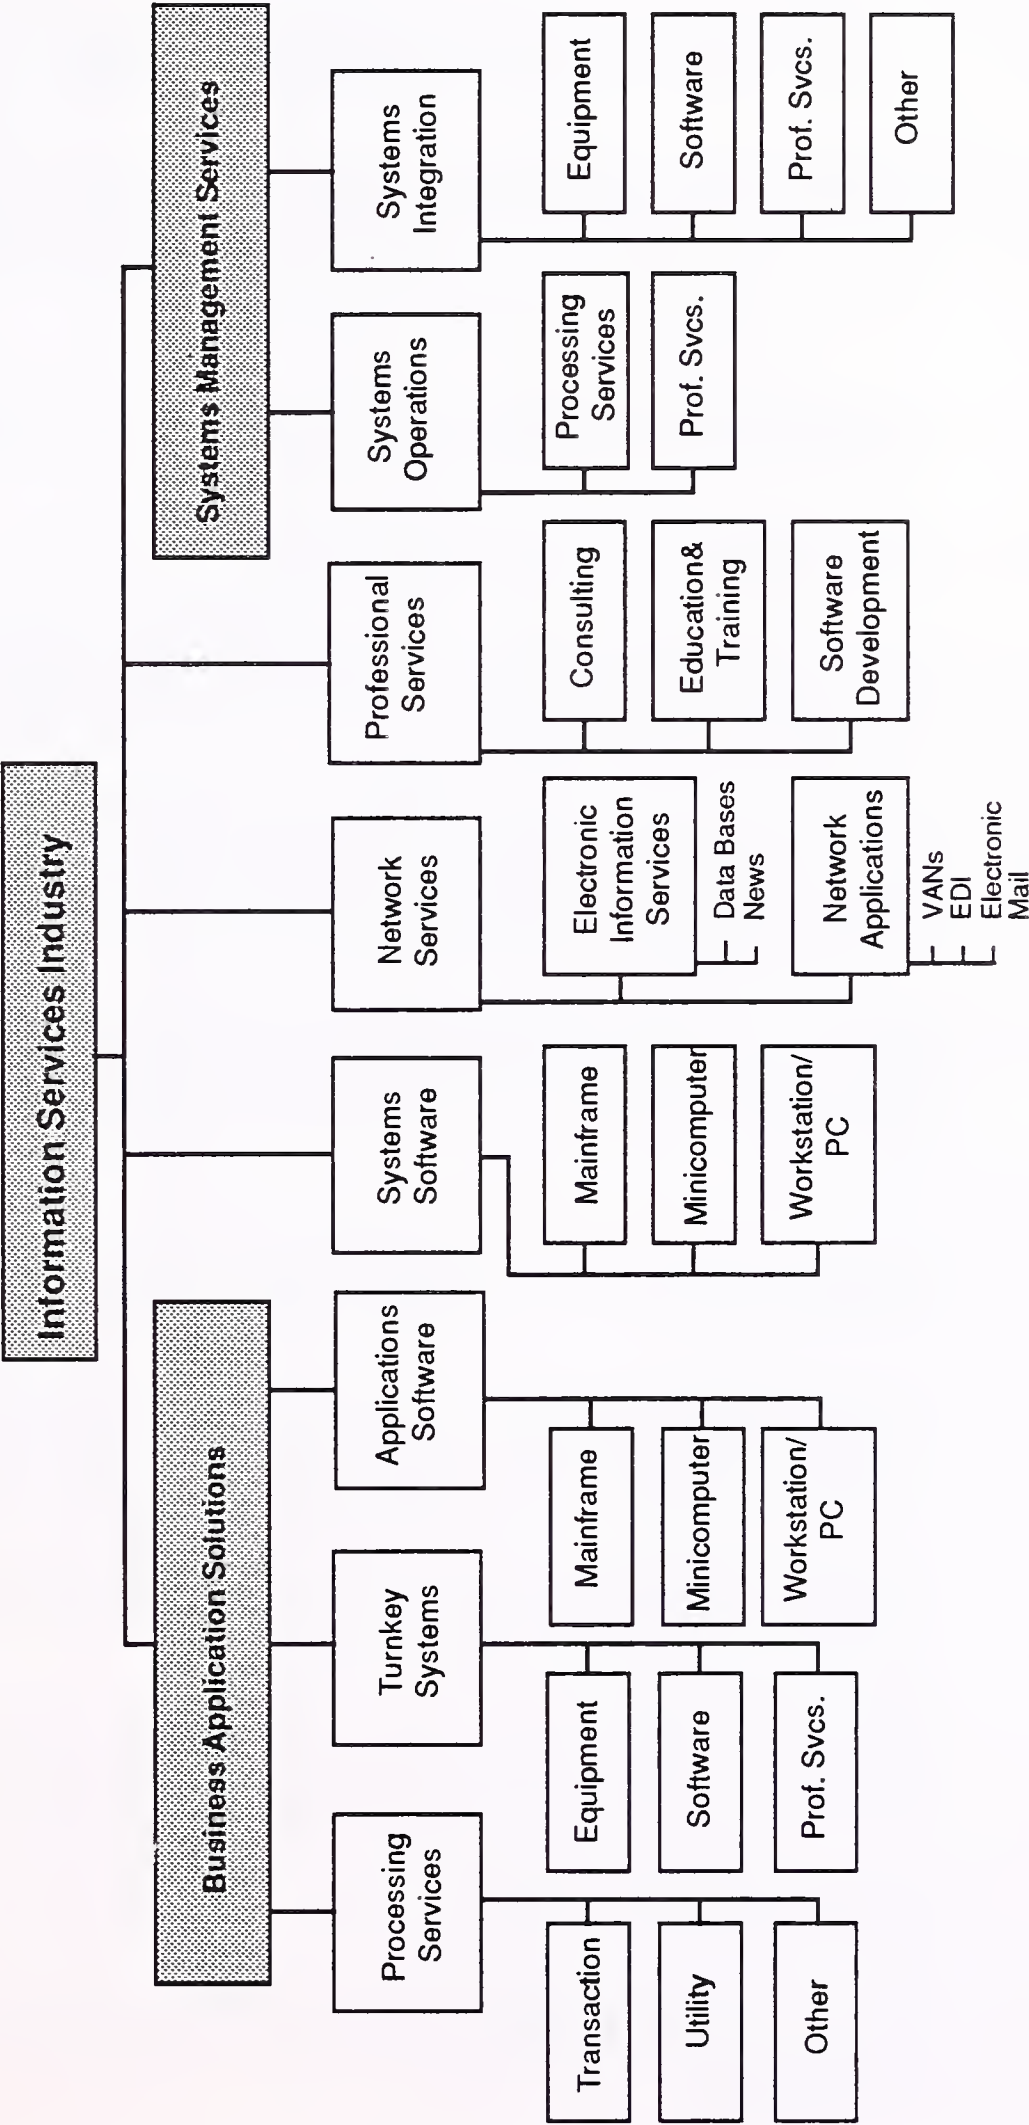 Information Services Industry
Business Application Solutions
Systems Management Services
Processing
Services
Turnkey
Systems
Applications
Software
Systems
Software
Network
Services
Professional
Services
Systems
Operations
Systems
Integration
Transaction
Utility
Other
Equipment
Software
Prof. Svcs.
Mainframe
Minicomputer
Workstation/
PC
Mainframe
Minicomputer
Workstation/
PC
Electronic
Information
Services
Data Bases
News
Network
Applications
VANs
EDI
Electronic
Mail
Consulting
Education&
Training
Software
Development
Processing
Services
Prof. Svcs.
Equipment
Software
Prof. Svcs.
Other